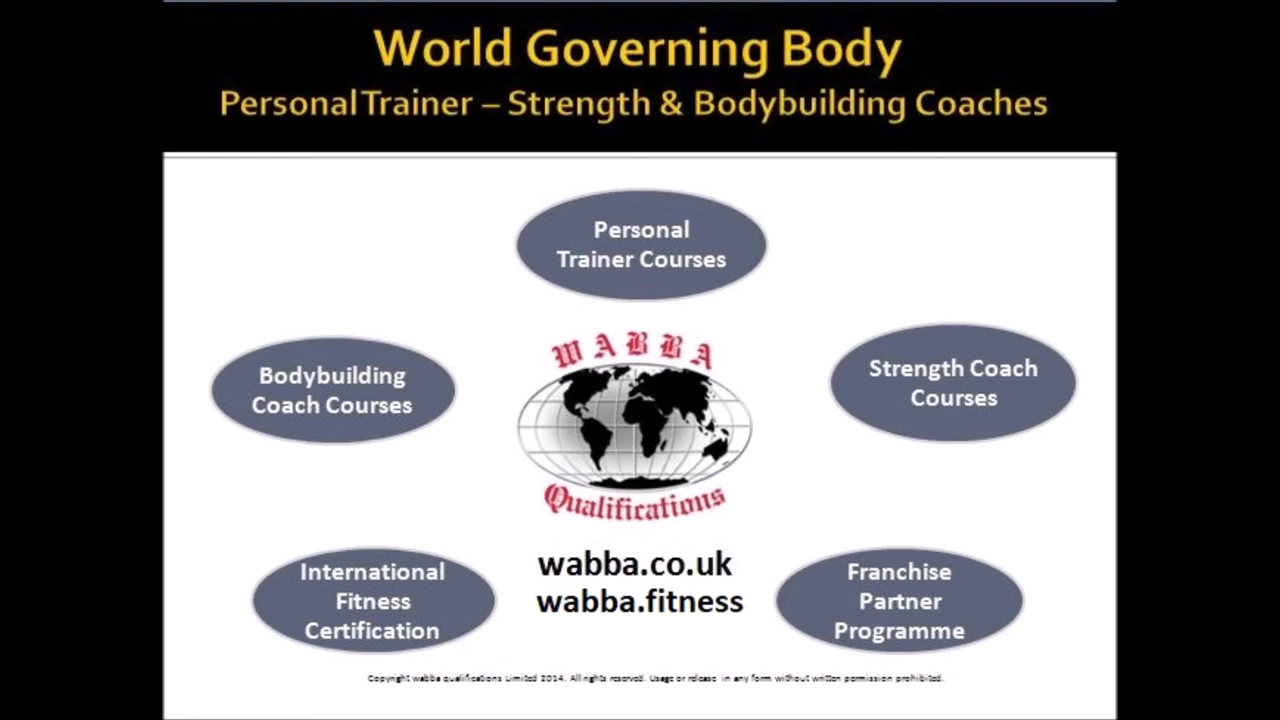 World Governing Body
Personal Trainer – Strength & Bodybuilding Coaches
Personal
Trainer Courses
Bodybuilding
Coach Courses
Strength Coach
Courses
WABBA
Qualifications
International
Fitness
Certification
wabba.co.uk
wabba.fitness
Franchise
Partner
Programme
Copyright wabba qualifications Limited 2014. All rights reserved. Usage or release in any form without written permission prohibited.